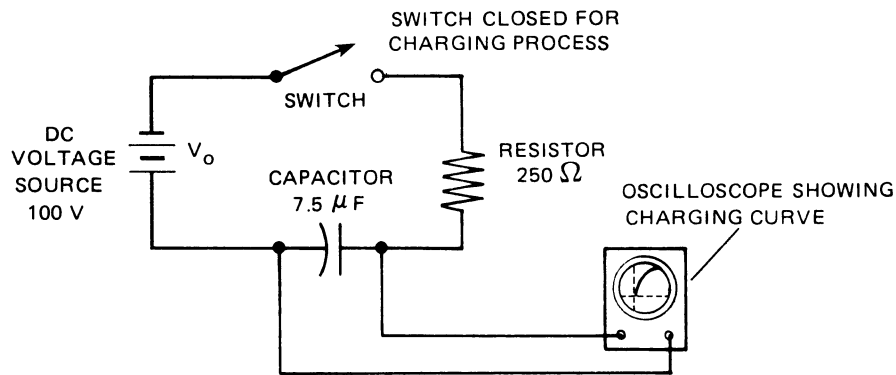 SWITCH CLOSED FOR
CHARGING PROCESS
SWITCH
DC
VOLTAGE
SOURCE
100 V
V₀
CAPACITOR
7.5 μF
RESISTOR
250 Ω
OSCILLOSCOPE SHOWING
CHARGING CURVE